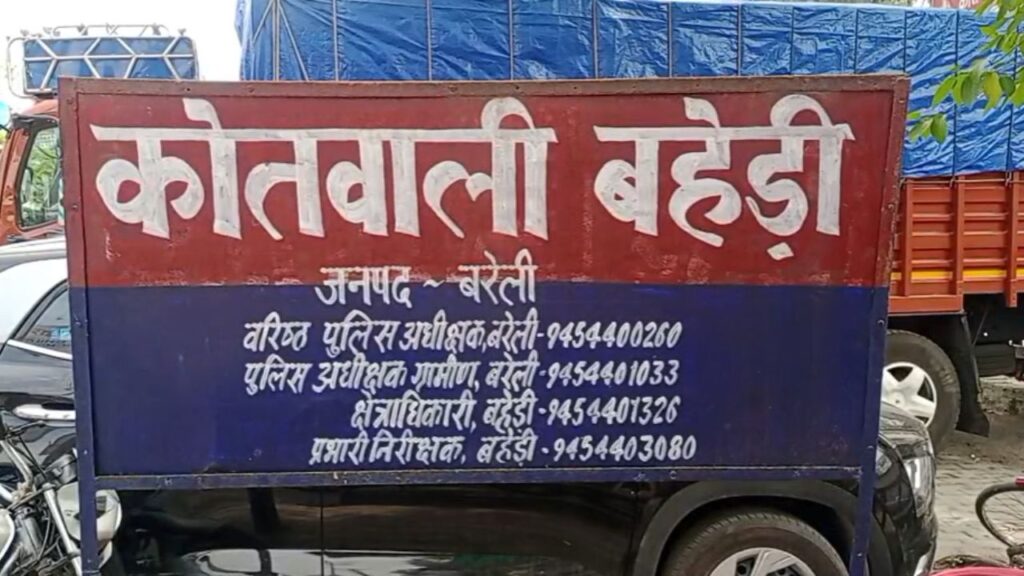 कोतवाली बहेड़ी
जनपद ~ बरेली
वरिष्ठ पुलिस अधीक्षक, बरेली-9454400260
पुलिस अधीक्षक ग्रामीण, बरेली-9454401033
क्षेत्राधिकारी, बहेड़ी-9454401326
प्रभारी निरीक्षक, बहेड़ी-9454403080